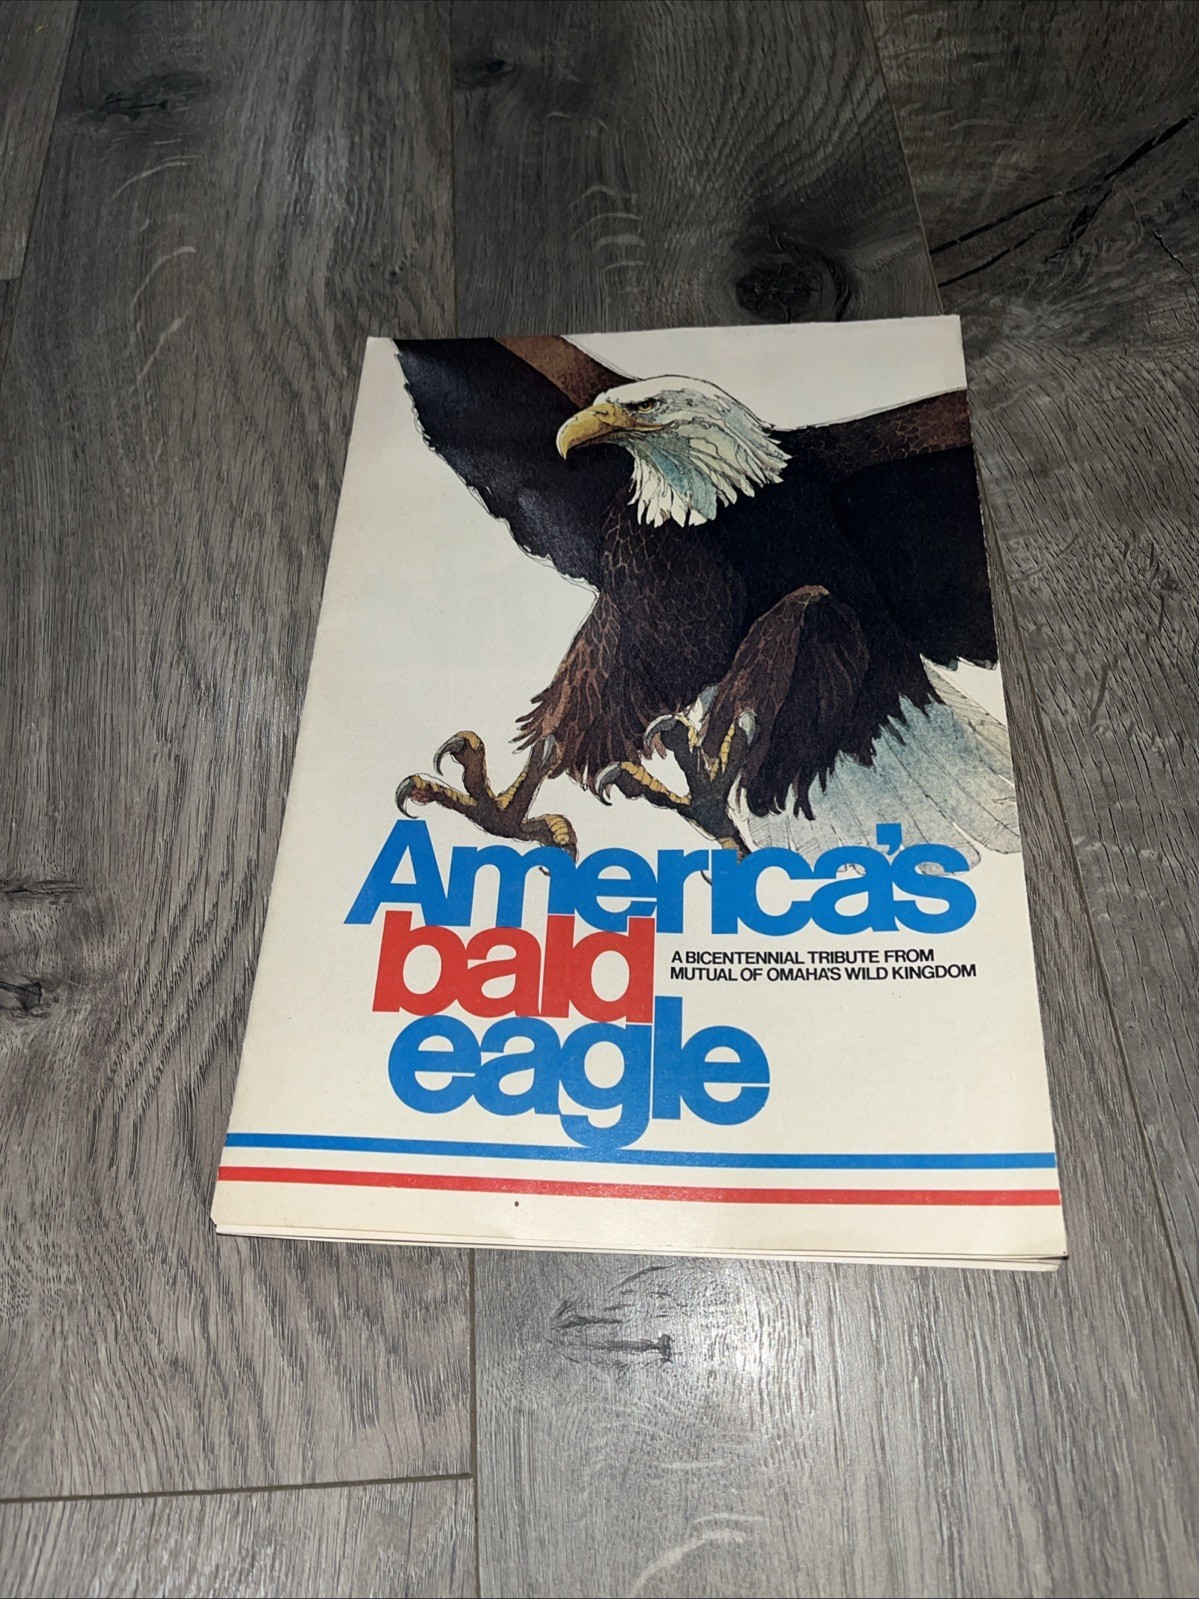 America's
bald
A BICENTENNIAL TRIBUTE FROM
MUTUAL OF OMAHA'S WILD KINGDOM
eagle